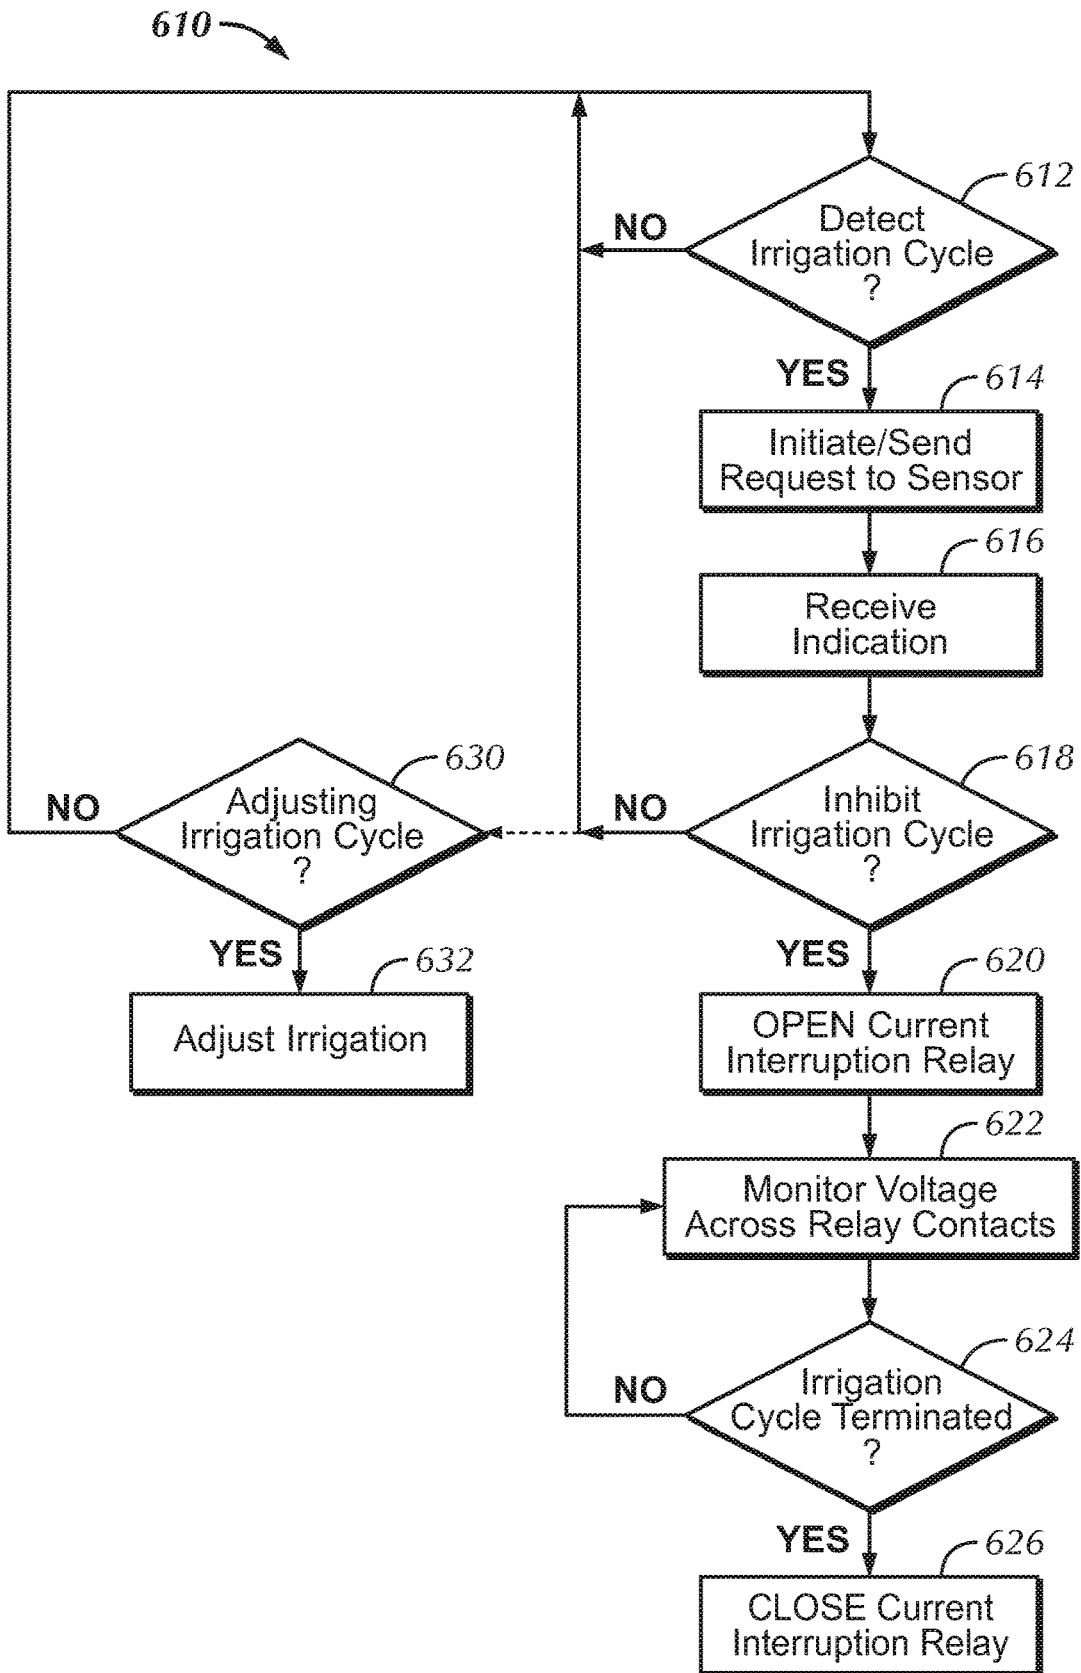 610
612
Detect
Irrigation Cycle
?
NO
YES
614
Initiate/Send
Request to Sensor
616
Receive
Indication
618
Inhibit
Irrigation Cycle
?
NO
630
Adjusting
Irrigation Cycle
?
NO
YES
632
Adjust Irrigation
YES
620
OPEN Current
Interruption Relay
622
Monitor Voltage
Across Relay Contacts
624
Irrigation
Cycle Terminated
?
NO
YES
626
CLOSE Current
Interruption Relay